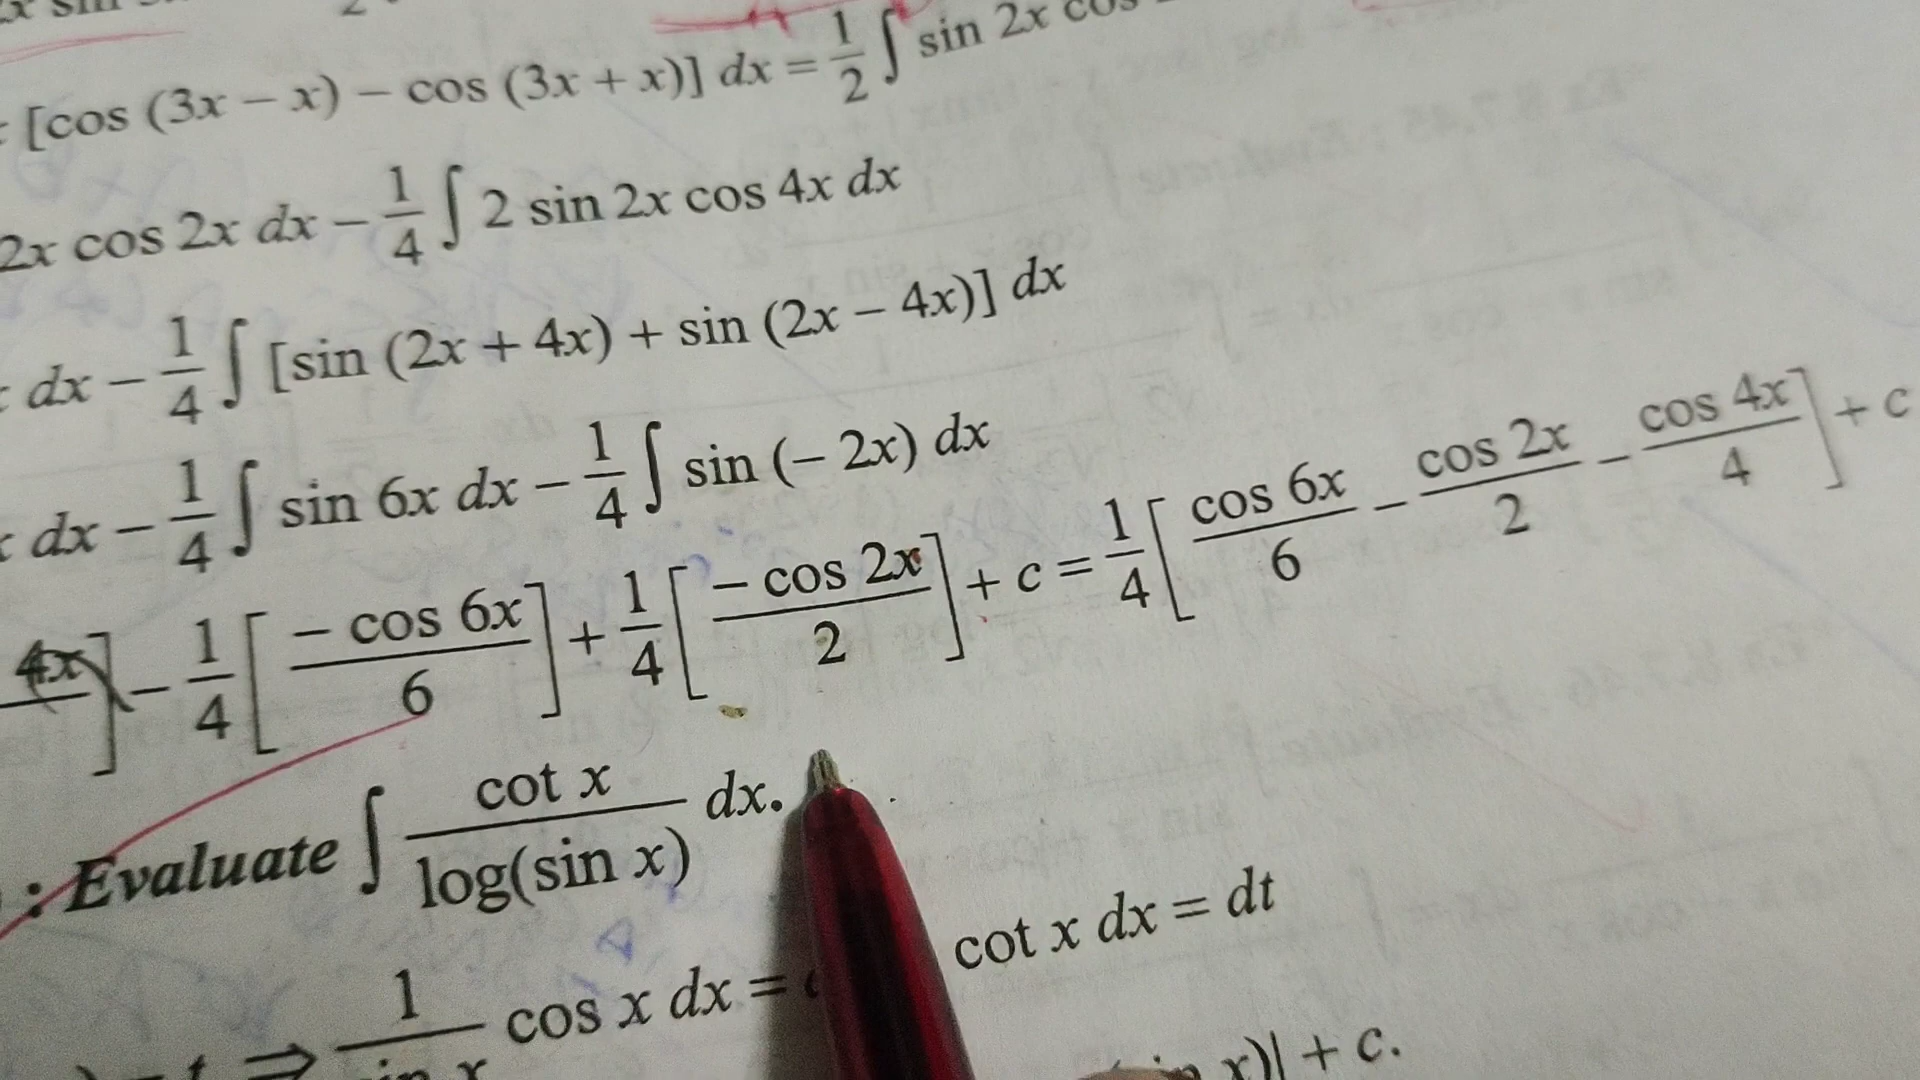 [cos (3x – x) – cos (3x + x)] dx = 1/2 ∫ sin 2x
2x cos 2x dx – 1/4 ∫ 2 sin 2x cos 4x dx
dx – 1/4 ∫ [sin (2x + 4x) + sin (2x – 4x)] dx
dx – 1/4 ∫ sin 6x dx – 1/4 ∫ sin (– 2x) dx
4x] – 1/4 [– cos 6x / 6] + 1/4 [– cos 2x / 2] + c = 1/4 [cos 6x / 6 – cos 2x / 2 – cos 4x / 4] + c
: Evaluate ∫ cot x / log(sin x) dx.
⇒ 1 / sin x cos x dx = cot x dx = dt
x)| + c.